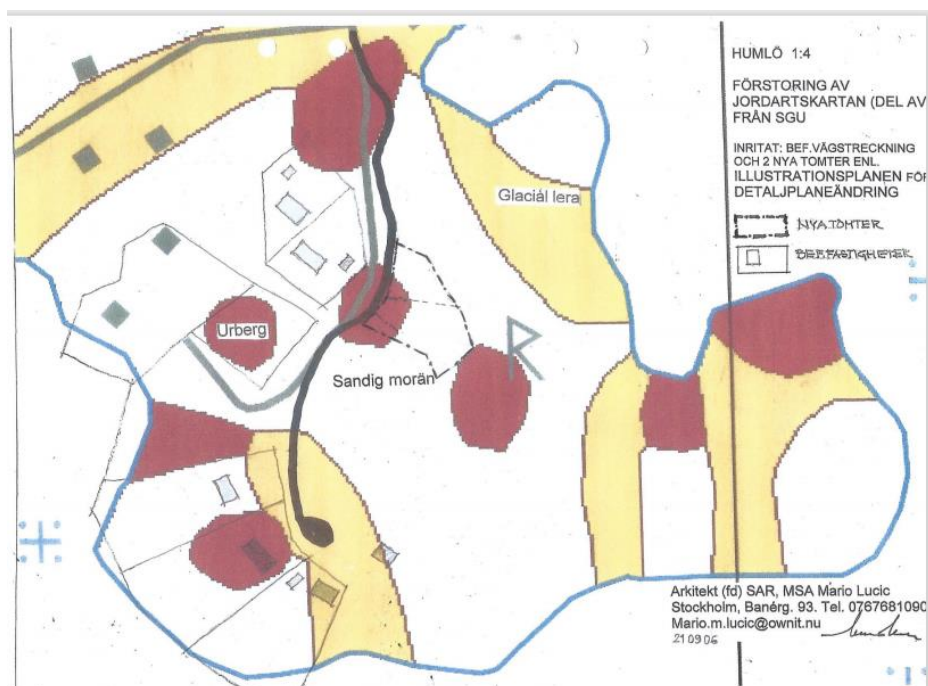 HUMLÖ 1:4
FÖRSTORING AV
JORDARTSKARTAN (DEL AV
FRÅN SGU
INRITAT: BEF.VÄGSTRECKNING
OCH 2 NYA TOMTER ENL.
ILLUSTRATIONSPLANEN FÖR
DETALJPLANEÄNDRING
NYA TOMTER
BEF.FASTIGHETER
Glaciál lera
Urberg
Sandig morän
R
Arkitekt (fd) SAR, MSA Mario Lucic
Stockholm, Banérg. 93. Tel. 0767681090
Mario.m.lucic@ownit.nu
210906